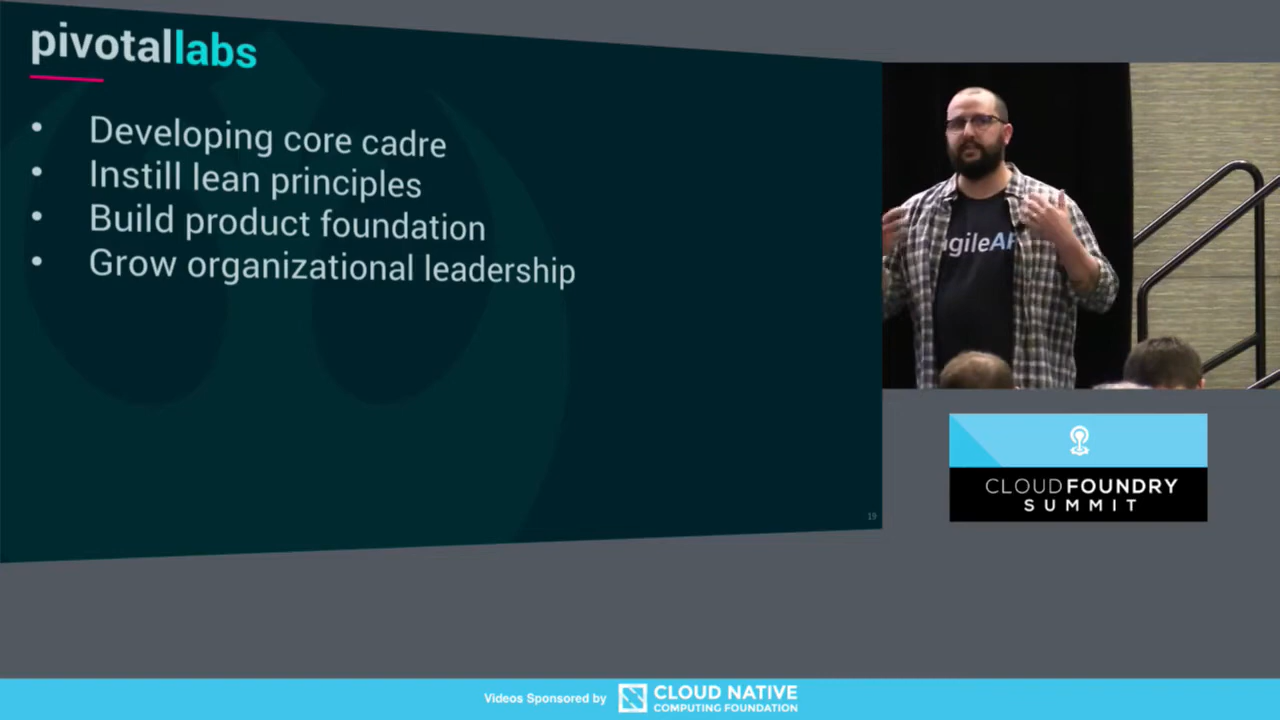 pivotallabs
• Developing core cadre
• Instill lean principles
• Build product foundation
• Grow organizational leadership
19
CLOUDFOUNDRY
SUMMIT
Videos Sponsored by
CLOUD NATIVE
COMPUTING FOUNDATION